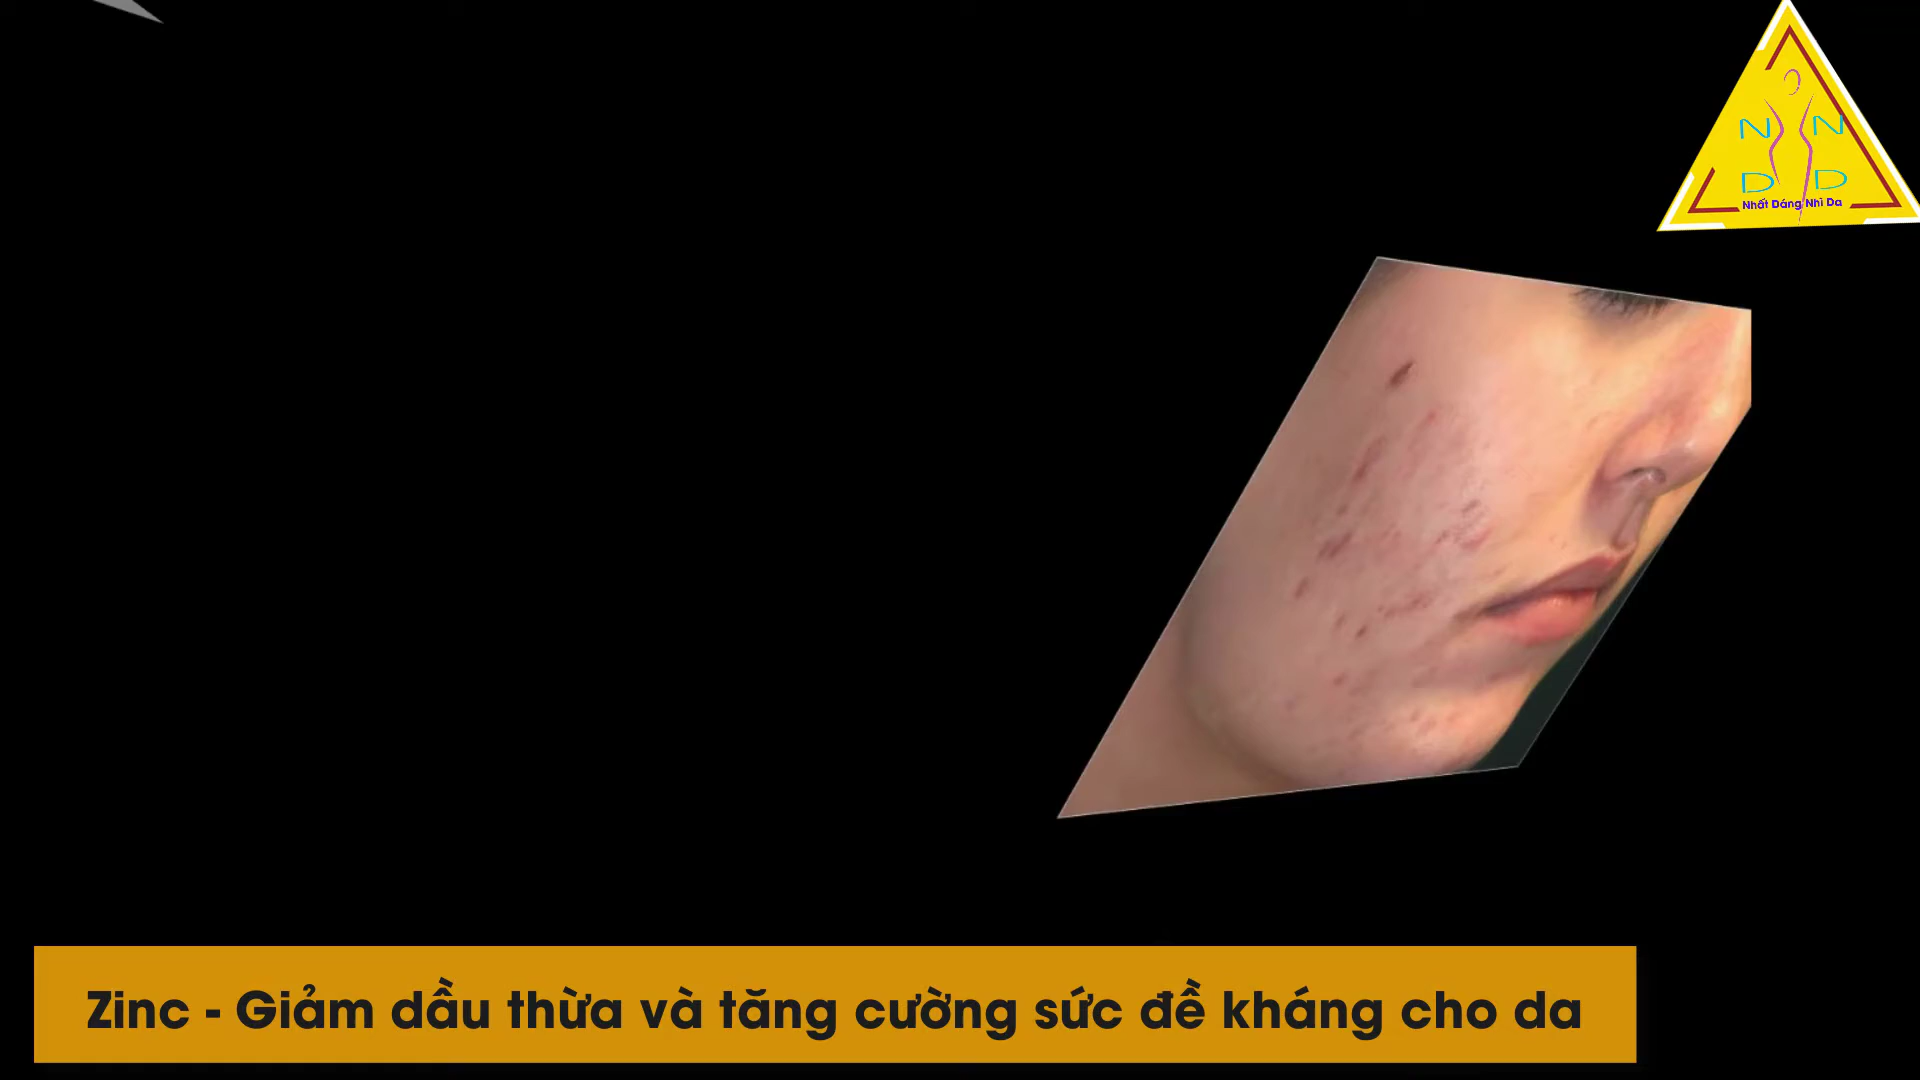 N N
D D
Nhất Dáng Nhì Da
Zinc - Giảm dầu thừa và tăng cường sức đề kháng cho da